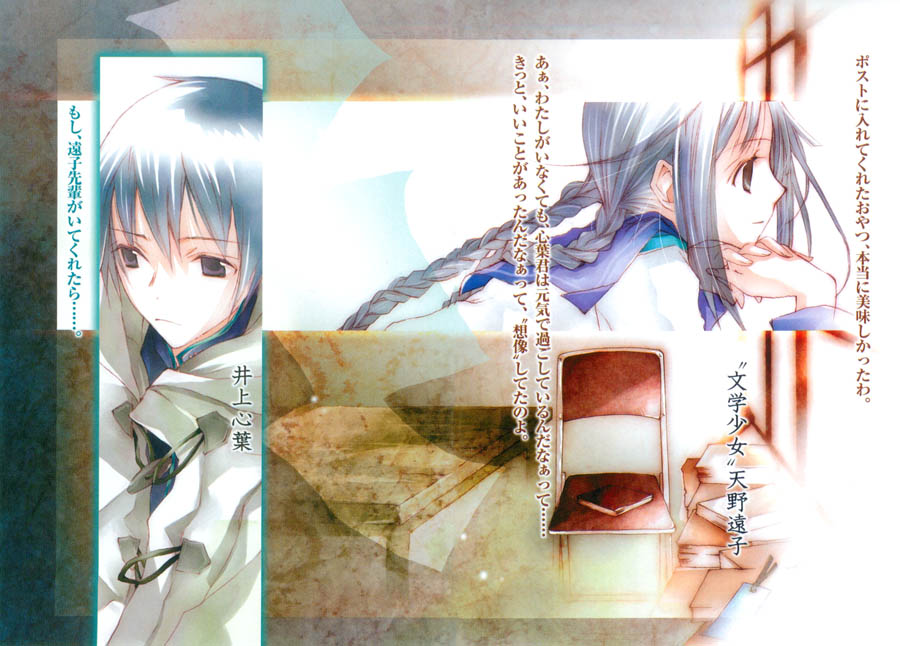 ポストに入れてくれたおやつ、本当に美味しかったわ。
〝文学少女〟天野遠子
あぁ、わたしがいなくても、心葉君は元気で過ごしているんだなぁって……
きっと、いいことがあったんだなぁって、〝想像〟してたのよ。
井上心葉
もし、遠子先輩がいてくれたら……。